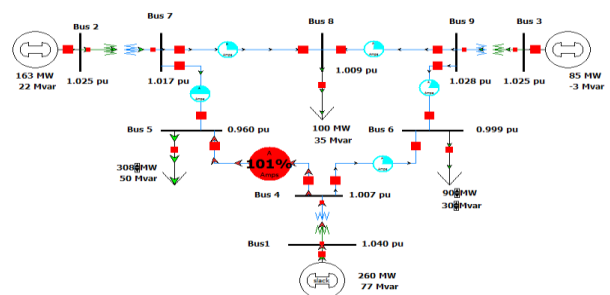 Bus 2
Bus 7
Bus 8
Bus 9
Bus 3
163 MW
22 Mvar
1.025 pu
1.017 pu
1.009 pu
1.028 pu
1.025 pu
85 MW
-3 Mvar
Bus 5
0.960 pu
100 MW
35 Mvar
Bus 6
0.999 pu
308 MW
50 Mvar
A
101%
Amps
Bus 4
1.007 pu
90 MW
30 Mvar
Bus1
1.040 pu
slack
260 MW
77 Mvar